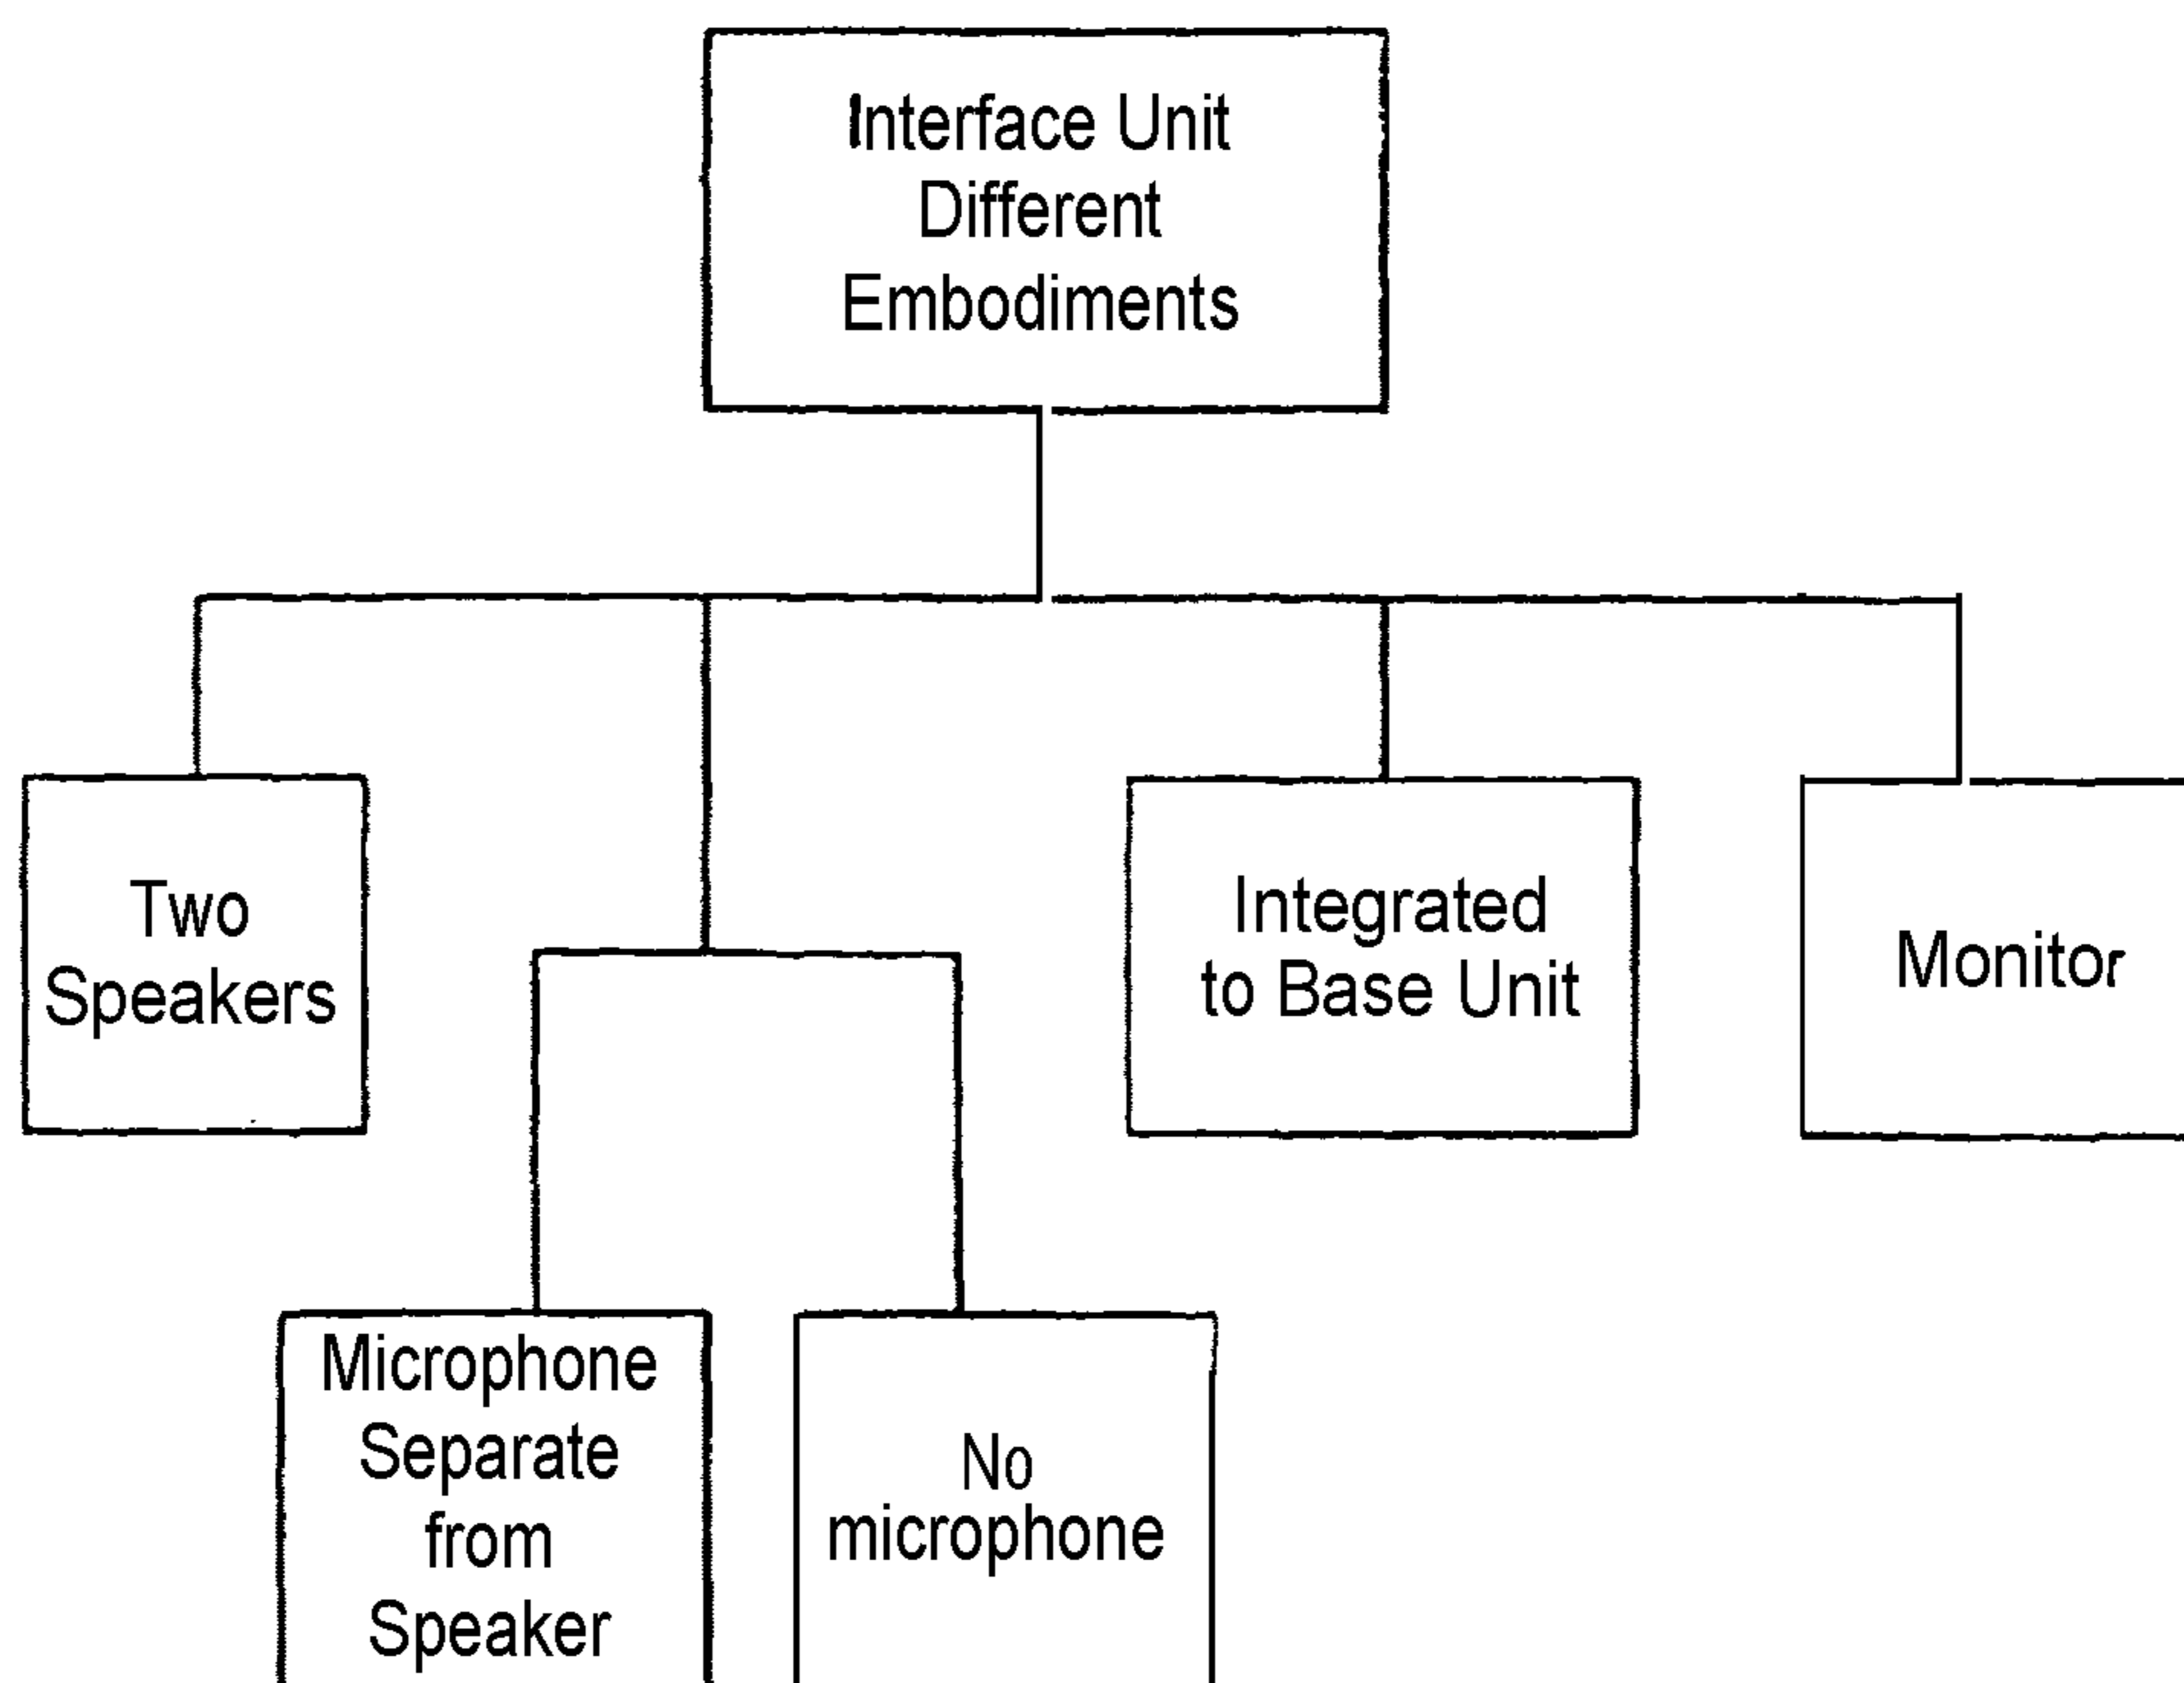 Interface Unit
Different
Embodiments
Two
Speakers
Integrated
to Base Unit
Monitor
Microphone
Separate
from
Speaker
No
microphone